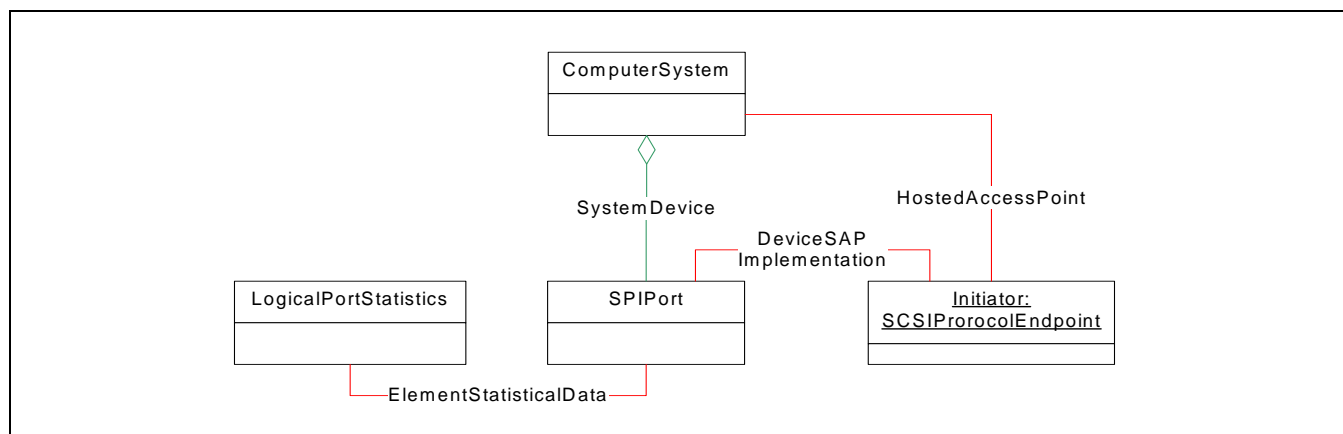 ComputerSystem
HostedAccessPoint
SystemDevice
DeviceSAP
Implementation
LogicalPortStatistics
SPIPort
Initiator:
SCSIProrocolEndpoint
ElementStatisticalData